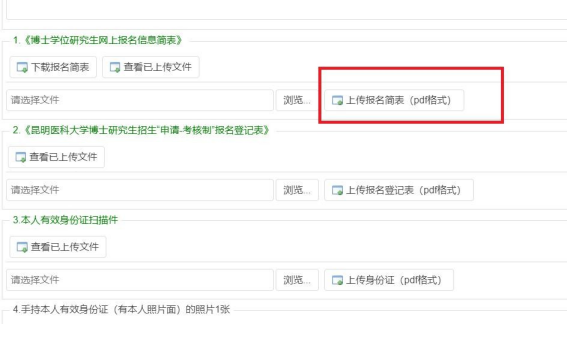 1.《博士学位研究生网上报名信息简表》
下载报名简表 查看已上传文件
请选择文件 浏览... 上传报名简表（pdf格式）
2.《昆明医科大学博士研究生招生“申请-考核制”报名登记表》
查看已上传文件
请选择文件 浏览... 上传报名登记表（pdf格式）
3.本人有效身份证扫描件
查看已上传文件
请选择文件 浏览... 上传身份证（pdf格式）
4.手持本人有效身份证（有本人照片面）的照片1张